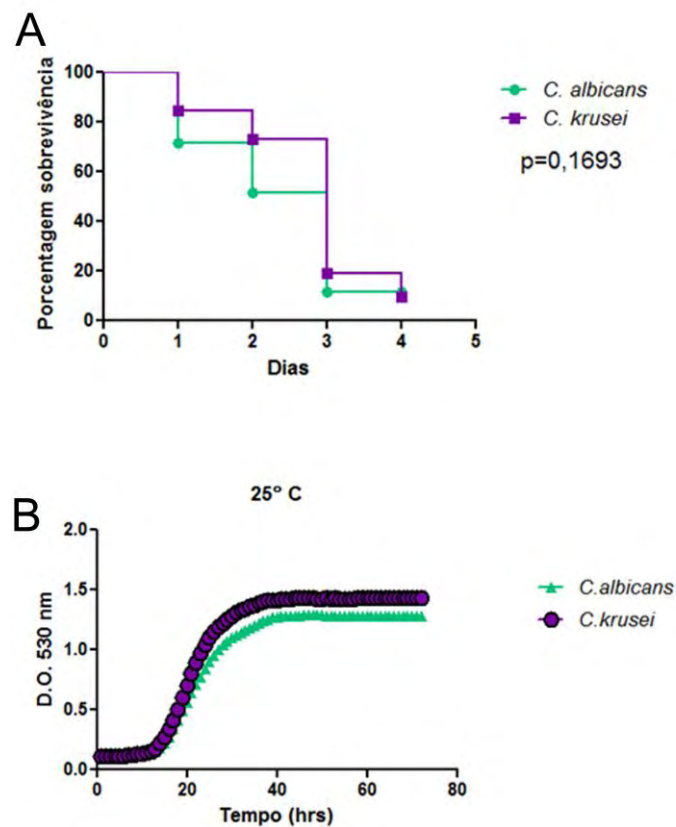 A
Porcentagem sobrevivência
100
80
60
40
20
0
0 1 2 3 4 5
Dias
C. albicans
C. krusei
p=0,1693
B
25º C
D.O. 530 nm
2.0
1.5
1.0
0.5
0.0
0 20 40 60 80
Tempo (hrs)
C.albicans
C.krusei